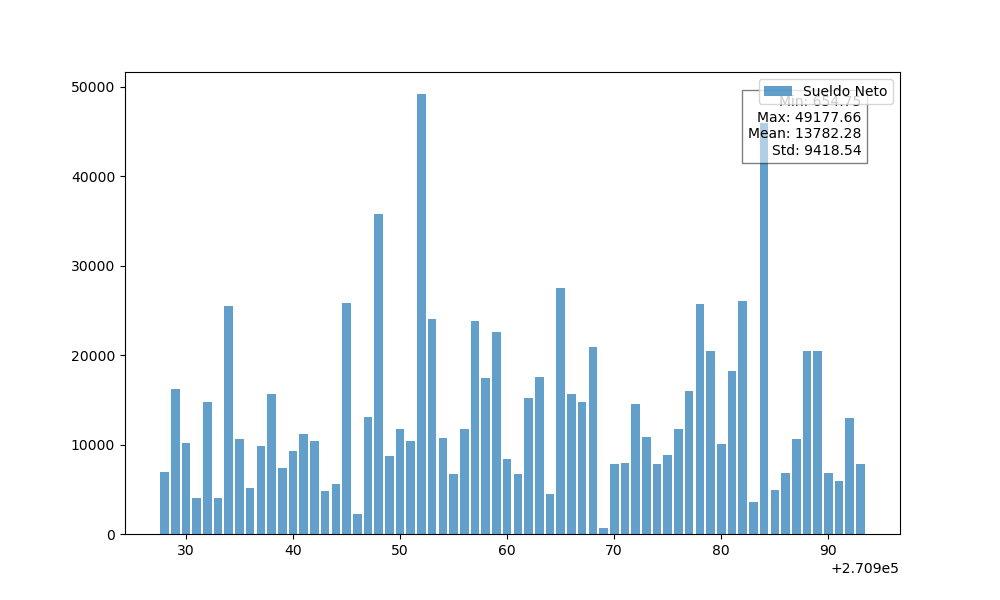 50000
40000
30000
20000
10000
0
Sueldo Neto
Min: 654.75
Max: 49177.66
Mean: 13782.28
Std: 9418.54
30 40 50 60 70 80 90
+2.709e5